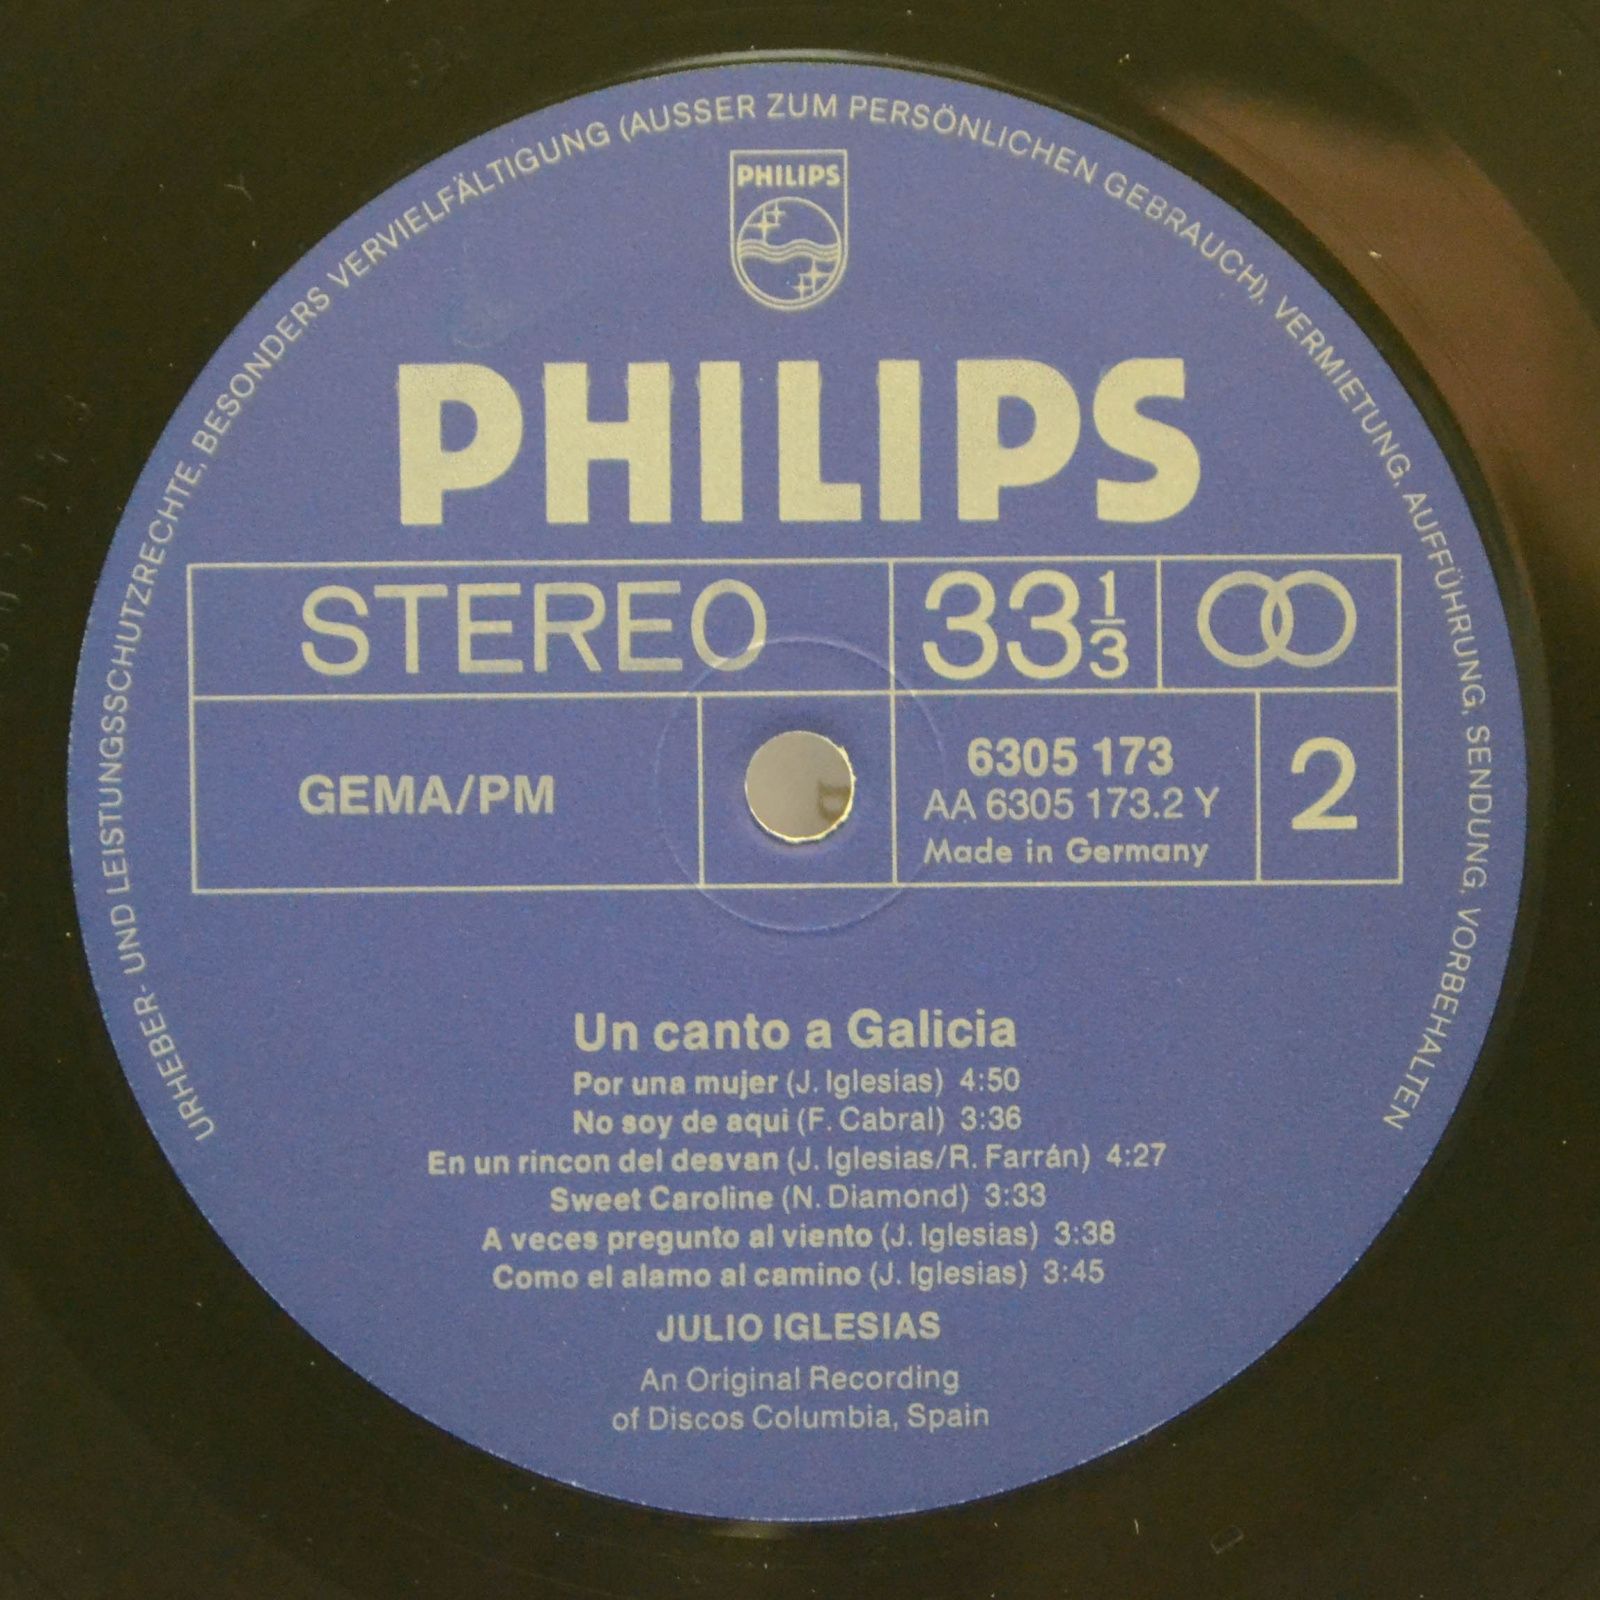 URHEBER- UND LEISTUNGSSCHUTZRECHTE, BESONDERS VERVIELFÄLTIGUNG (AUSSER ZUM PERSÖNLICHEN GEBRAUCH), VERMIETUNG, AUFFÜHRUNG, SENDUNG, VORBEHALTEN
PHILIPS
PHILIPS
STEREO 33 1/3
GEMA/PM
6305 173
AA 6305 173.2 Y
Made in Germany
2
Un canto a Galicia
Por una mujer (J. Iglesias) 4:50
No soy de aqui (F. Cabral) 3:36
En un rincon del desvan (J. Iglesias/R. Farrán) 4:27
Sweet Caroline (N. Diamond) 3:33
A veces pregunto al viento (J. Iglesias) 3:38
Como el alamo al camino (J. Iglesias) 3:45
JULIO IGLESIAS
An Original Recording
of Discos Columbia, Spain